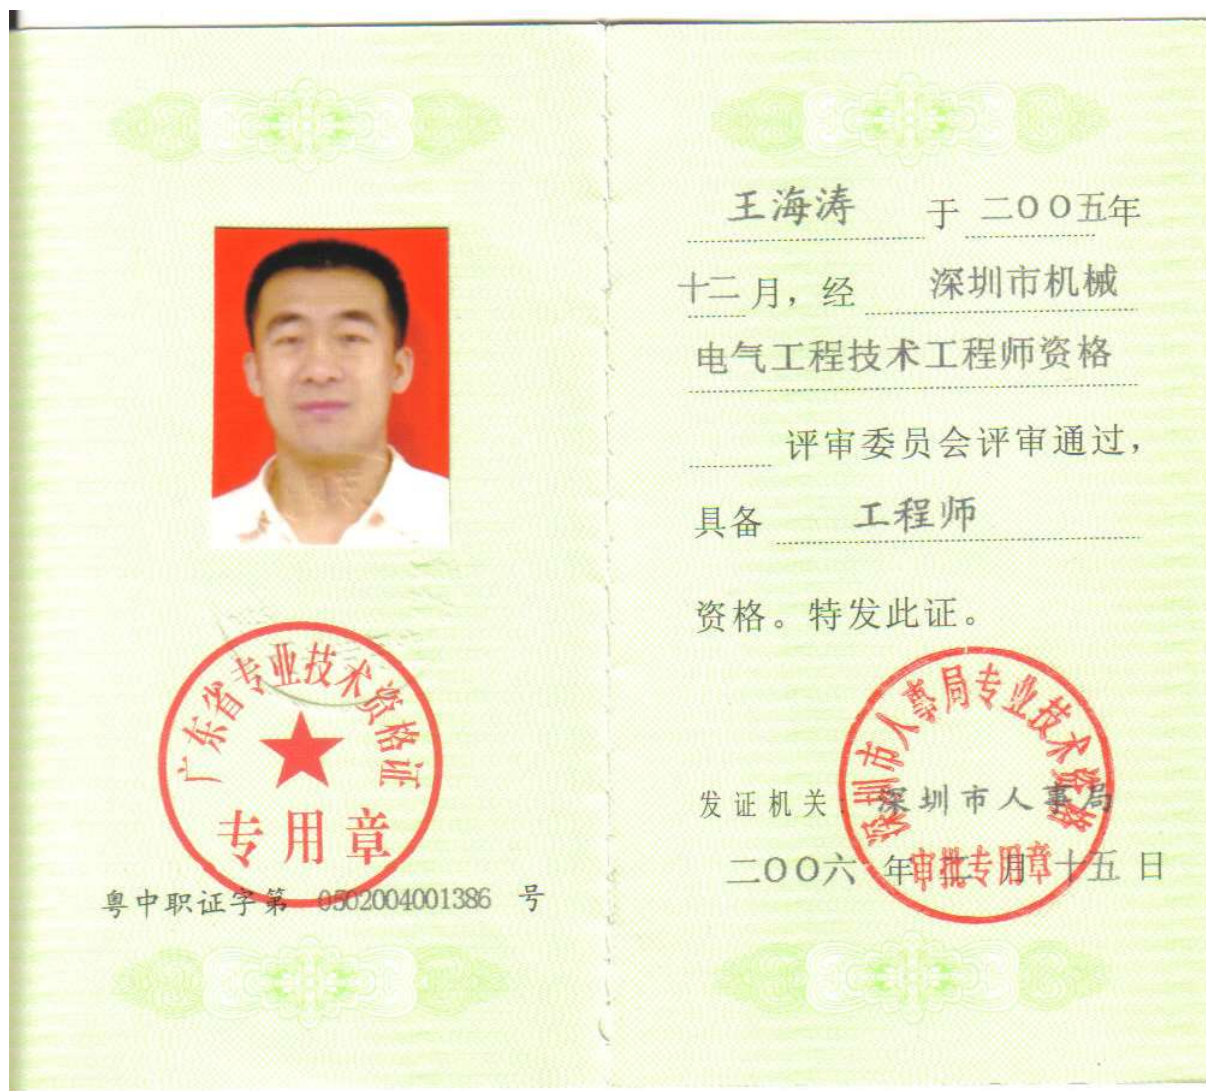 广东省专业技术资格证
专用章
粤中职证字第 0502004001386 号
王海涛 于 二〇〇五年
十二月，经 深圳市机械
电气工程技术工程师资格
评审委员会评审通过，
具备 工程师
资格。特发此证。
深圳市人事局专业技术资格
审批专用章
发证机关：深圳市人事局
二〇〇六 年 二 月 十五 日